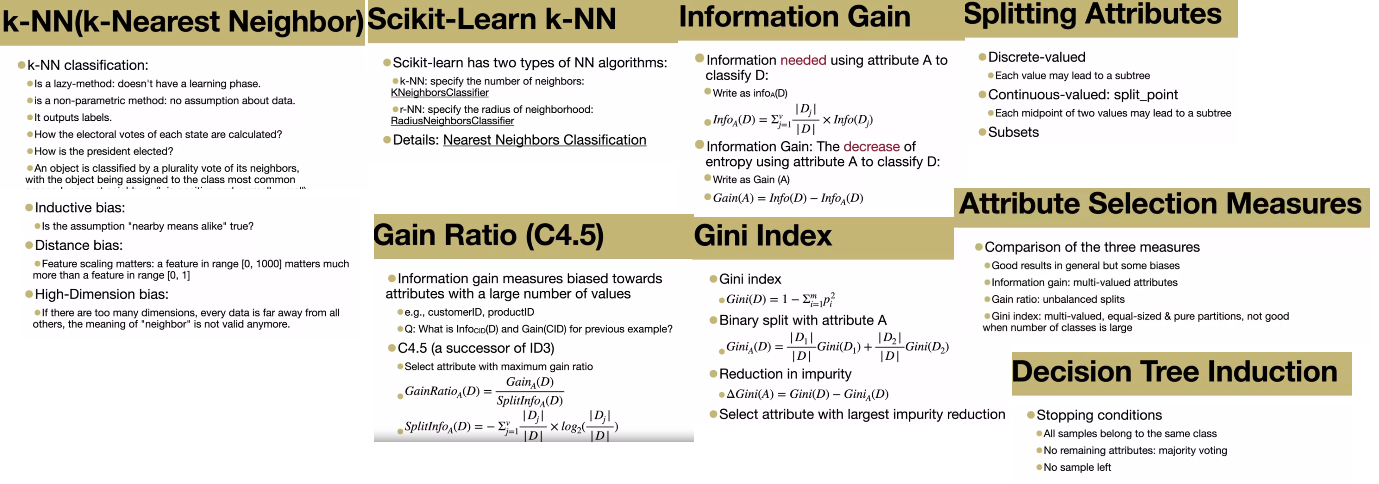 k-NN(k-Nearest Neighbor)
k-NN classification:
Is a lazy-method: doesn't have a learning phase.
is a non-parametric method: no assumption about data.
It outputs labels.
How the electoral votes of each state are calculated?
How is the president elected?
An object is classified by a plurality vote of its neighbors,
with the object being assigned to the class most common
Inductive bias:
Is the assumption "nearby means alike" true?
Distance bias:
Feature scaling matters: a feature in range [0, 1000] matters much
more than a feature in range [0, 1]
High-Dimension bias:
If there are too many dimensions, every data is far away from all
others, the meaning of "neighbor" is not valid anymore.
Scikit-Learn k-NN
Scikit-learn has two types of NN algorithms:
k-NN: specify the number of neighbors:
KNeighborsClassifier
r-NN: specify the radius of neighborhood:
RadiusNeighborsClassifier
Details: Nearest Neighbors Classification
Gain Ratio (C4.5)
Information gain measures biased towards
attributes with a large number of values
e.g., customerID, productID
Q: What is Info_CID(D) and Gain(CID) for previous example?
C4.5 (a successor of ID3)
Select attribute with maximum gain ratio
GainRatio_A(D) = Gain_A(D) / SplitInfo_A(D)
SplitInfo_A(D) = − Σ_{j=1}^{v} |D_j| / |D| × log_2(|D_j| / |D|)
Information Gain
Information needed using attribute A to
classify D:
Write as info_A(D)
Info_A(D) = Σ_{j=1}^{v} |D_j| / |D| × Info(D_j)
Information Gain: The decrease of
entropy using attribute A to classify D:
Write as Gain (A)
Gain(A) = Info(D) − Info_A(D)
Gini Index
Gini index
Gini(D) = 1 − Σ_{i=1}^{m} p_i^2
Binary split with attribute A
Gini_A(D) = |D_1| / |D| Gini(D_1) + |D_2| / |D| Gini(D_2)
Reduction in impurity
ΔGini(A) = Gini(D) − Gini_A(D)
Select attribute with largest impurity reduction
Splitting Attributes
Discrete-valued
Each value may lead to a subtree
Continuous-valued: split_point
Each midpoint of two values may lead to a subtree
Subsets
Attribute Selection Measures
Comparison of the three measures
Good results in general but some biases
Information gain: multi-valued attributes
Gain ratio: unbalanced splits
Gini index: multi-valued, equal-sized & pure partitions, not good
when number of classes is large
Decision Tree Induction
Stopping conditions
All samples belong to the same class
No remaining attributes: majority voting
No sample left